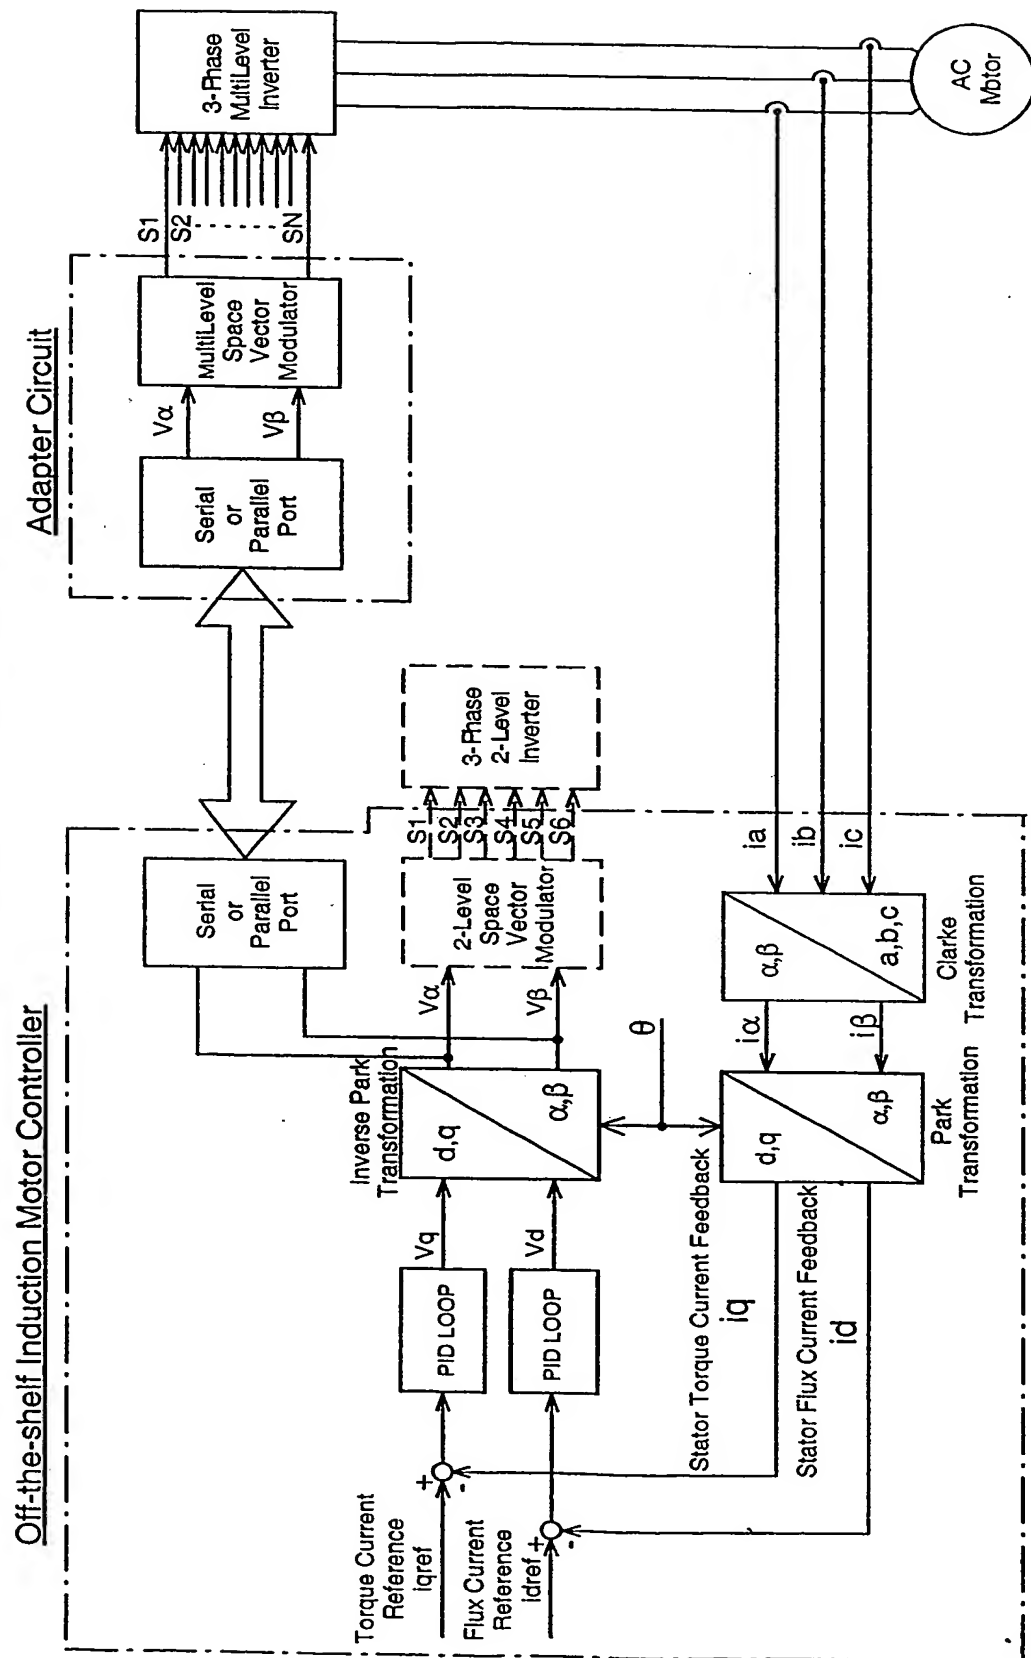 Off-the-shelf Induction Motor Controller
Adapter Circuit
Torque Current
Reference
iqref
+
-
Flux Current
Reference
idref
+
-
PID LOOP
PID LOOP
Vq
Vd
Inverse Park
Transformation
d,q
α,β
Vα
Vβ
Serial
or
Parallel
Port
2-Level
Space
Vector
Modulator
S1
S2
S3
S4
S5
S6
3-Phase
2-Level
Inverter
Serial
or
Parallel
Port
Vα
Vβ
MultiLevel
Space
Vector
Modulator
S1
S2
SN
3-Phase
MultiLevel
Inverter
θ
Stator Torque Current Feedback
iq
Stator Flux Current Feedback
id
d,q
α,β
Park
Transformation
iα
iβ
α,β
a,b,c
Clarke
Transformation
ia
ib
ic
AC
Motor